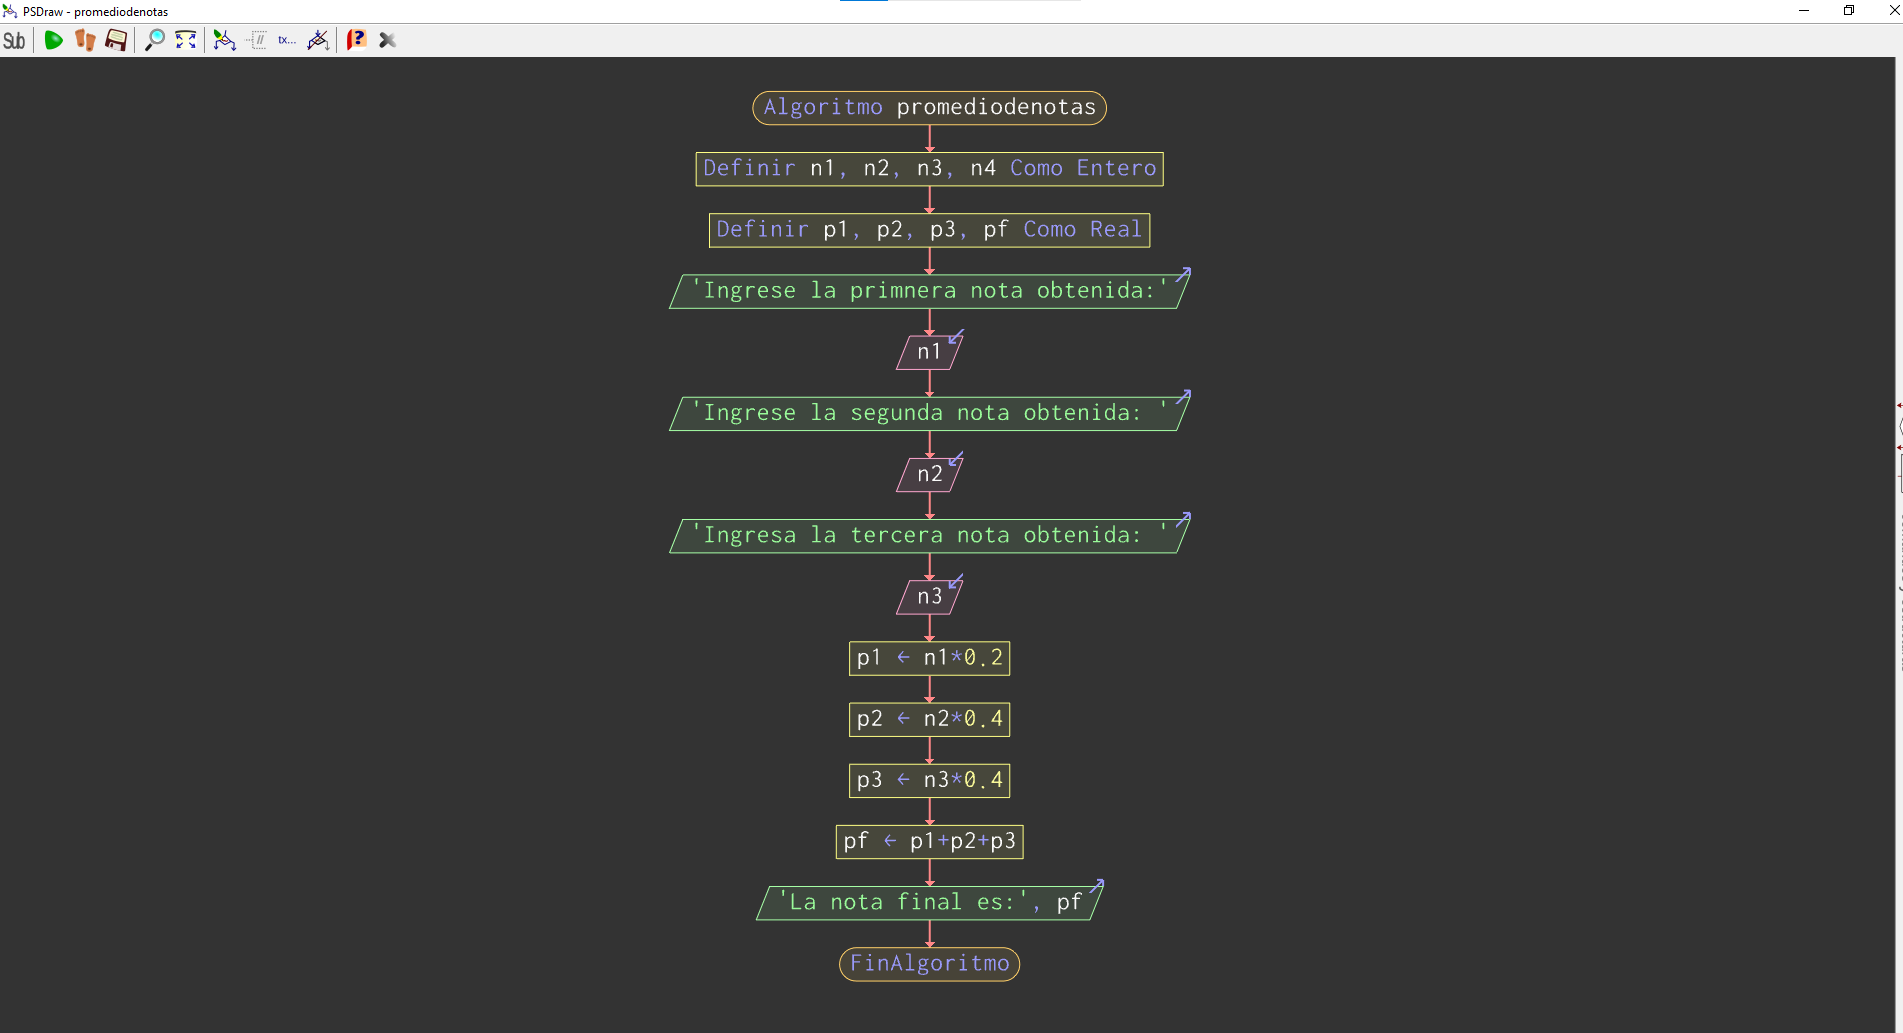 PSDraw - promediodenotas
Sub tx...
Algoritmo promediodenotas
Definir n1, n2, n3, n4 Como Entero
Definir p1, p2, p3, pf Como Real
'Ingrese la primnera nota obtenida:'
n1
'Ingrese la segunda nota obtenida: '
n2
'Ingresa la tercera nota obtenida: '
n3
p1 ← n1*0.2
p2 ← n2*0.4
p3 ← n3*0.4
pf ← p1+p2+p3
'La nota final es:', pf
FinAlgoritmo